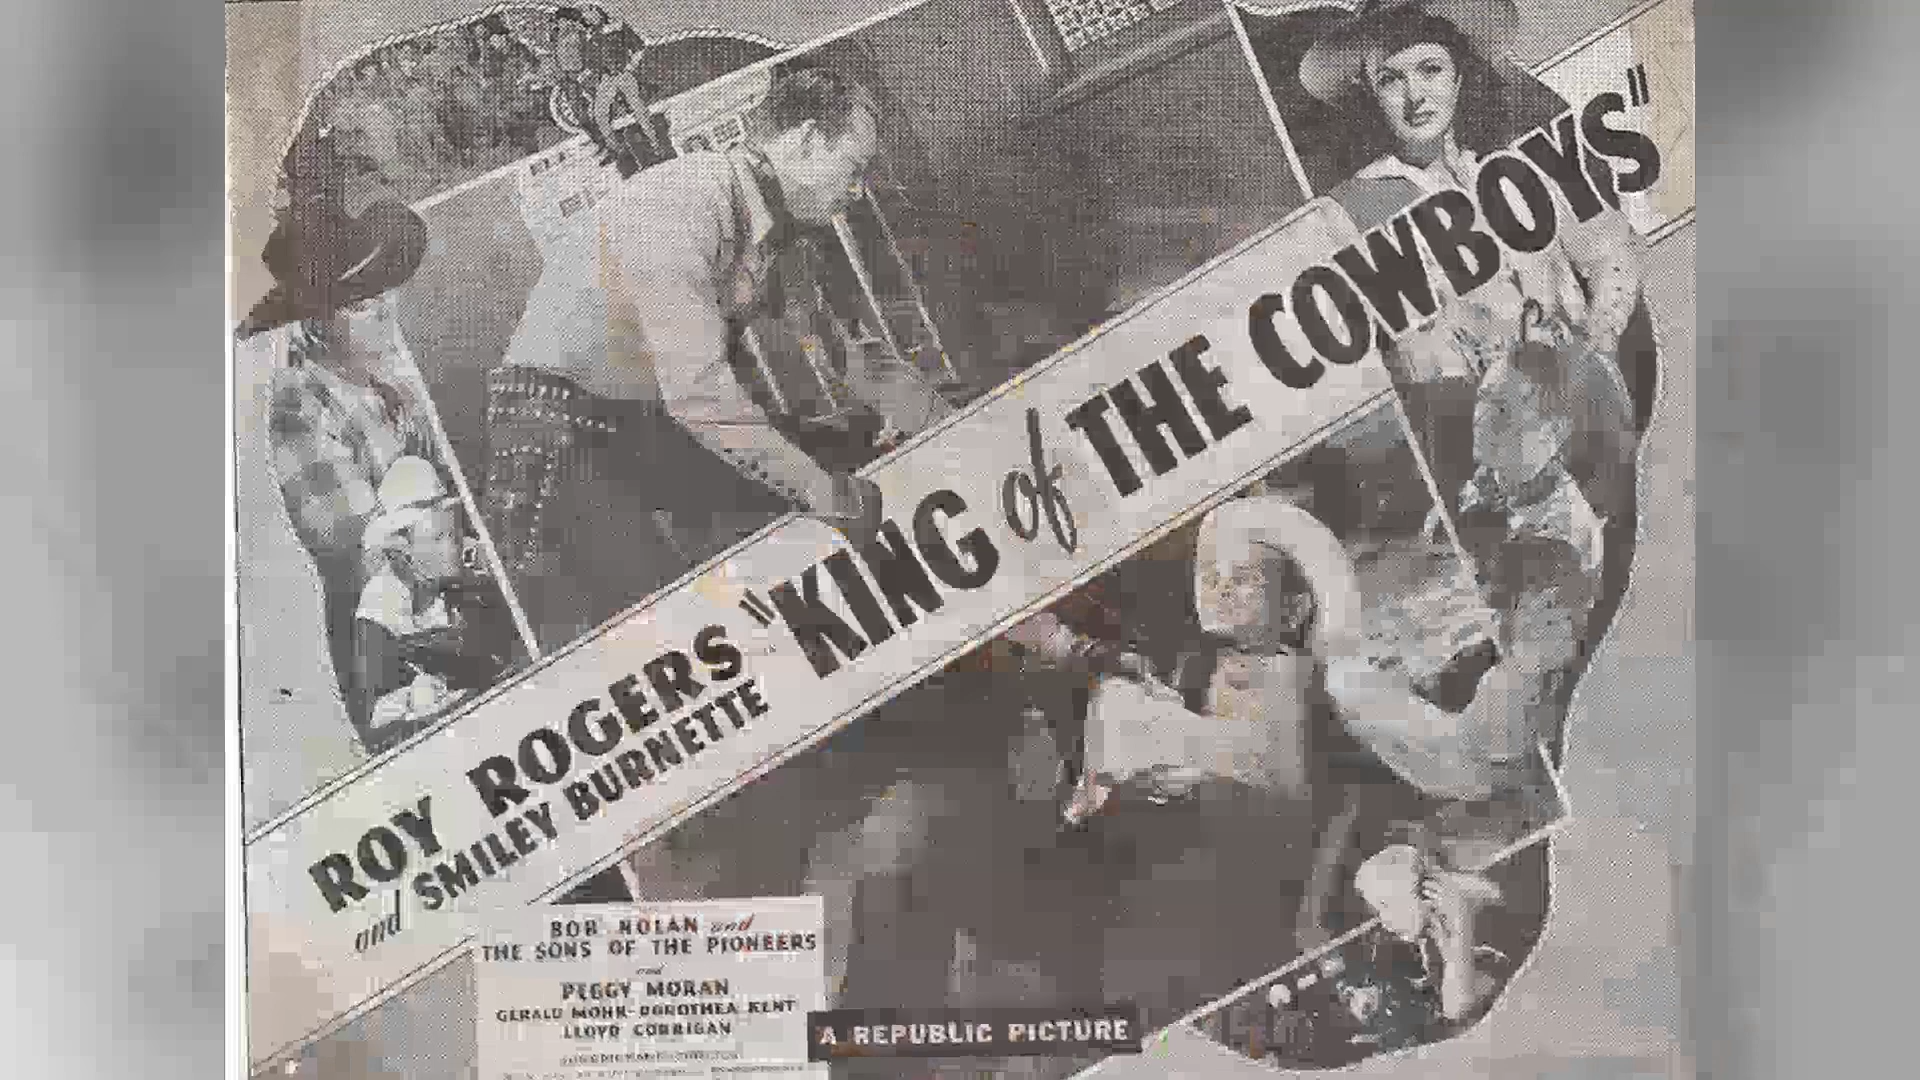 ROY ROGERS "KING of THE COWBOYS"
and SMILEY BURNETTE
BOB NOLAN and
THE SONS OF THE PIONEERS
and
PEGGY MORAN
GERALD MOHR-DOROTHEA KENT
LLOYD CORRIGAN
A REPUBLIC PICTURE